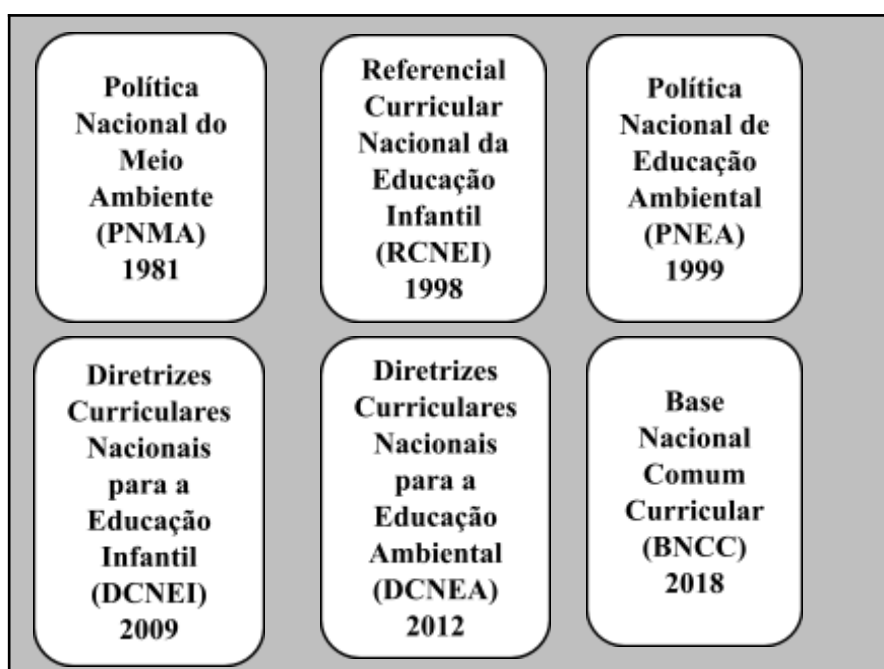 Política
Nacional do
Meio
Ambiente
(PNMA)
1981
Referencial
Curricular
Nacional da
Educação
Infantil
(RCNEI)
1998
Política
Nacional de
Educação
Ambiental
(PNEA)
1999
Diretrizes
Curriculares
Nacionais
para a
Educação
Infantil
(DCNEI)
2009
Diretrizes
Curriculares
Nacionais
para a
Educação
Ambiental
(DCNEA)
2012
Base
Nacional
Comum
Curricular
(BNCC)
2018